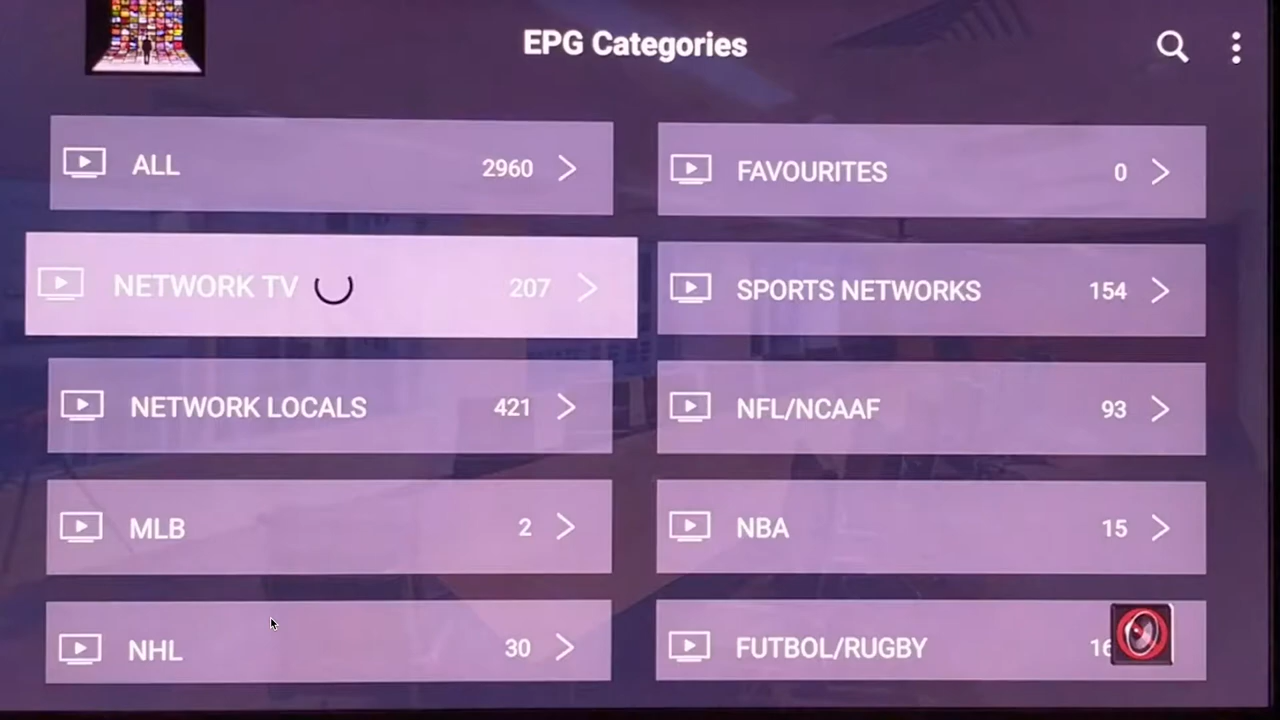 EPG Categories
ALL 2960
FAVOURITES 0
NETWORK TV 207
SPORTS NETWORKS 154
NETWORK LOCALS 421
NFL/NCAAF 93
MLB 2
NBA 15
NHL 30
FUTBOL/RUGBY